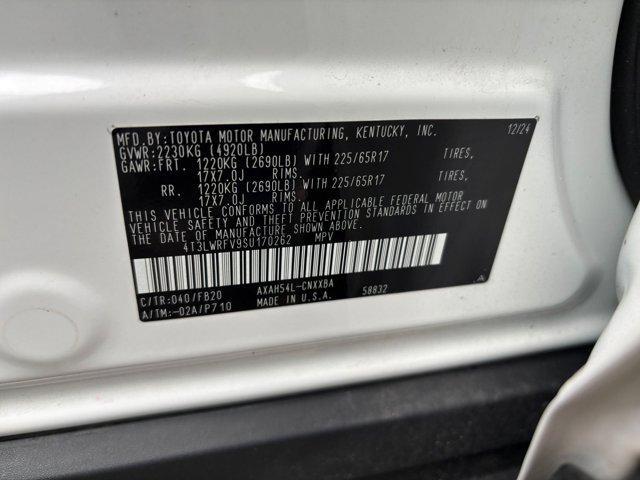 MFD.BY:TOYOTA MOTOR MANUFACTURING, KENTUCKY, INC. 12/24
GVWR:2230KG (4920LB)
GAWR:FRT. 1220KG (2690LB) WITH 225/65R17 TIRES,
17X7.0J RIMS.
RR. 1220KG (2690LB) WITH 225/65R17 TIRES,
17X7.0J RIMS.
THIS VEHICLE CONFORMS TO ALL APPLICABLE FEDERAL MOTOR
VEHICLE SAFETY AND THEFT PREVENTION STANDARDS IN EFFECT ON
THE DATE OF MANUFACTURE SHOWN ABOVE.
4T3LWRFV9SU170262 MPV
C/TR:040/FB20 AXAH54L-CNXXBA 58832
A/TM:-02A/P710 MADE IN U.S.A.